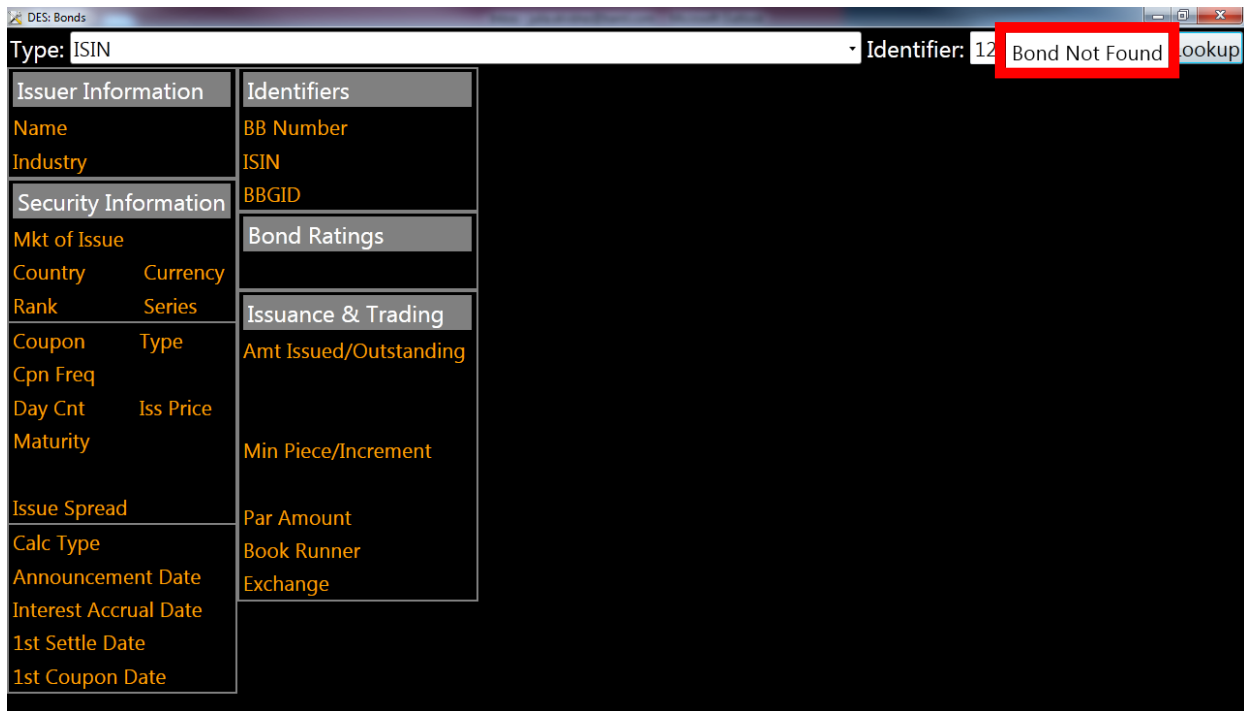 DES: Bonds
Type: ISIN Identifier: 12 Bond Not Found ookup
Issuer Information
Name
Industry
Security Information
Mkt of Issue
Country Currency
Rank Series
Coupon Type
Cpn Freq
Day Cnt Iss Price
Maturity
Issue Spread
Calc Type
Announcement Date
Interest Accrual Date
1st Settle Date
1st Coupon Date
Identifiers
BB Number
ISIN
BBGID
Bond Ratings
Issuance & Trading
Amt Issued/Outstanding
Min Piece/Increment
Par Amount
Book Runner
Exchange